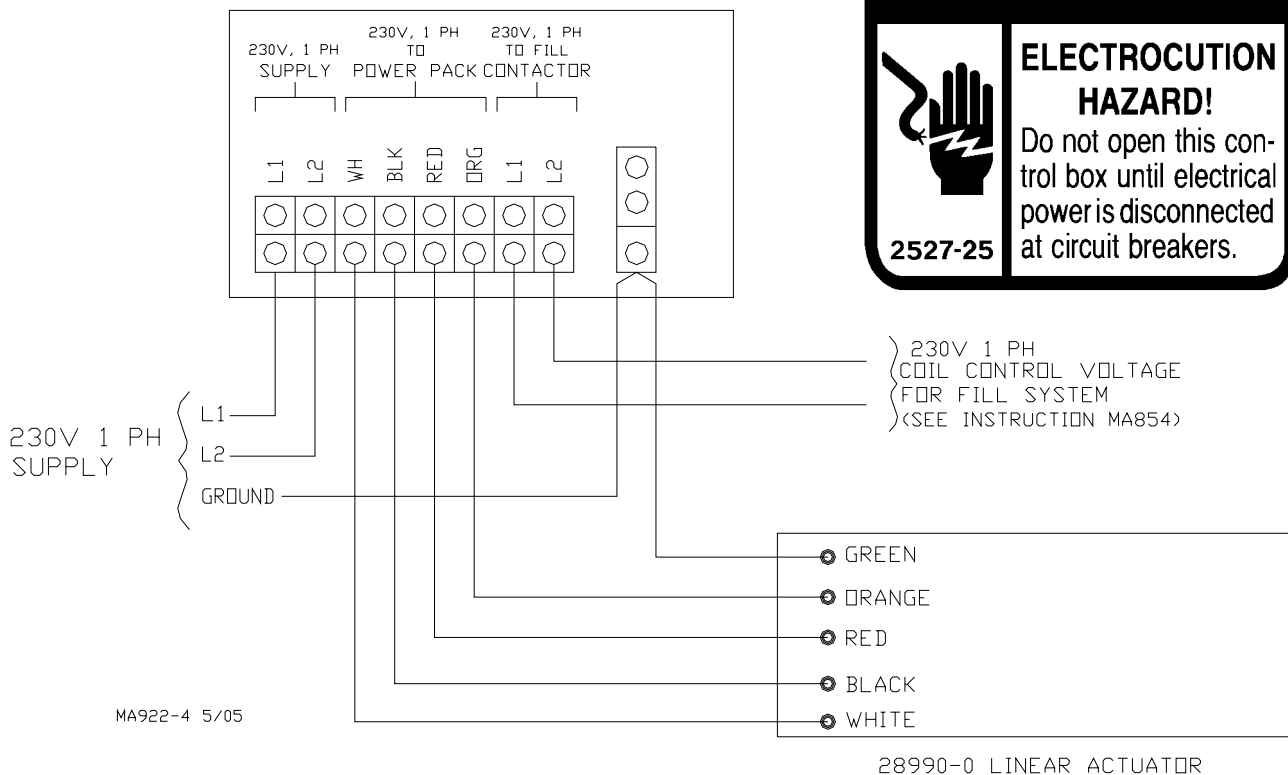 230V, 1 PH
SUPPLY
230V, 1 PH
TO
POWER PACK
230V, 1 PH
TO FILL
CONTACTOR
L1
L2
WH
BLK
RED
ORG
L1
L2
ELECTROCUTION
HAZARD!
Do not open this con-
trol box until electrical
power is disconnected
at circuit breakers.
2527-25
230V 1 PH
COIL CONTROL VOLTAGE
FOR FILL SYSTEM
(SEE INSTRUCTION MA854)
230V 1 PH
SUPPLY
L1
L2
GROUND
GREEN
ORANGE
RED
BLACK
WHITE
MA922-4 5/05
28990-0 LINEAR ACTUATOR